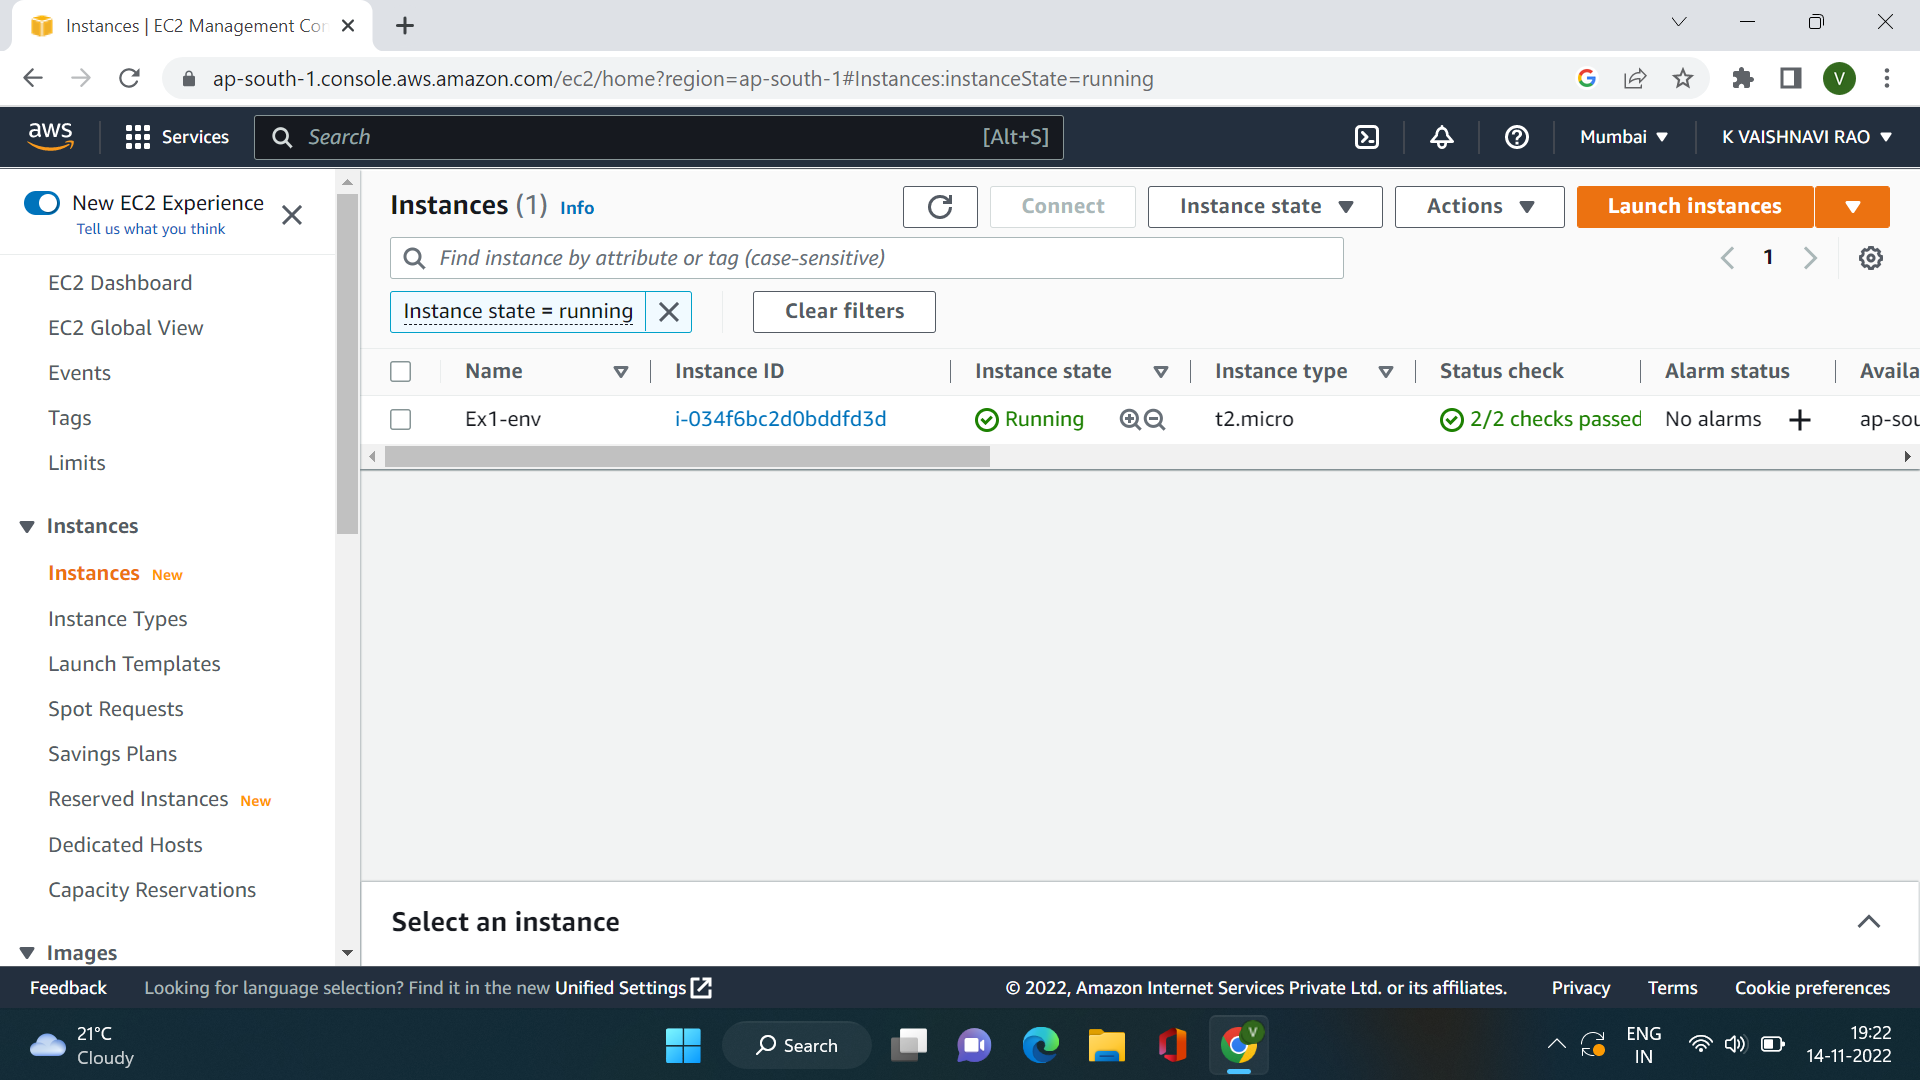 Instances | EC2 Management Con
ap-south-1.console.aws.amazon.com/ec2/home?region=ap-south-1#Instances:instanceState=running
V
aws
Services
Search
[Alt+S]
Mumbai
K VAISHNAVI RAO
New EC2 Experience
Tell us what you think
EC2 Dashboard
EC2 Global View
Events
Tags
Limits
Instances
Instances New
Instance Types
Launch Templates
Spot Requests
Savings Plans
Reserved Instances New
Dedicated Hosts
Capacity Reservations
Images
Instances (1) Info
Connect
Instance state
Actions
Launch instances
Find instance by attribute or tag (case-sensitive)
1
Instance state = running
Clear filters
Name Instance ID Instance state Instance type Status check Alarm status Availa
Ex1-env i-034f6bc2d0bddfd3d Running t2.micro 2/2 checks passed No alarms ap-sou
Select an instance
Feedback Looking for language selection? Find it in the new Unified Settings © 2022, Amazon Internet Services Private Ltd. or its affiliates. Privacy Terms Cookie preferences
21°C
Cloudy
Search
V
ENG
IN
19:22
14-11-2022